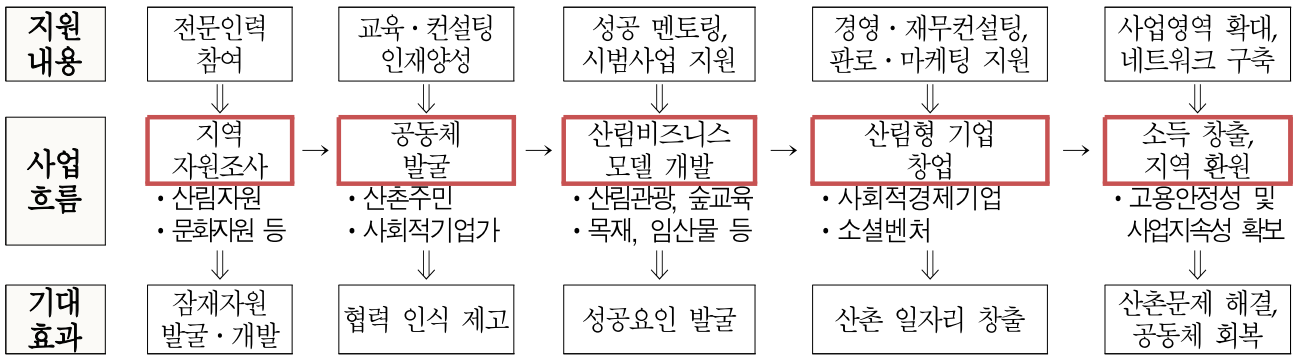 지원
내용
전문인력
참여
교육·컨설팅
인재양성
성공 멘토링,
시범사업 지원
경영·재무컨설팅,
판로·마케팅 지원
사업영역 확대,
네트워크 구축
사업
흐름
지역
자원조사
·산림자원
·문화자원 등
공동체
발굴
·산촌주민
·사회적기업가
산림비즈니스
모델 개발
·산림관광, 숲교육
·목재, 임산물 등
산림형 기업
창업
·사회적경제기업
·소셜벤처
소득 창출,
지역 환원
·고용안정성 및
사업지속성 확보
기대
효과
잠재자원
발굴·개발
협력 인식 제고
성공요인 발굴
산촌 일자리 창출
산촌문제 해결,
공동체 회복